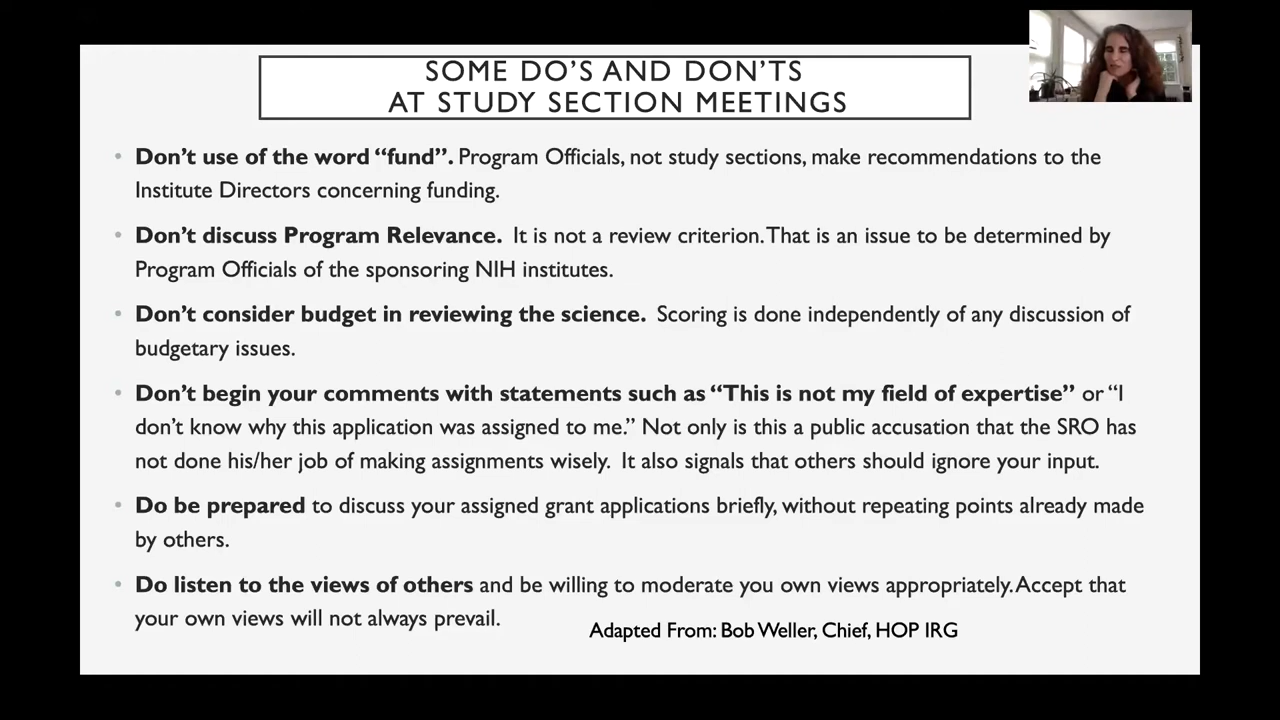 SOME DO'S AND DON'TS
AT STUDY SECTION MEETINGS
• Don't use of the word “fund”. Program Officials, not study sections, make recommendations to the
Institute Directors concerning funding.
• Don't discuss Program Relevance. It is not a review criterion. That is an issue to be determined by
Program Officials of the sponsoring NIH institutes.
• Don't consider budget in reviewing the science. Scoring is done independently of any discussion of
budgetary issues.
• Don't begin your comments with statements such as “This is not my field of expertise” or “I
don't know why this application was assigned to me.” Not only is this a public accusation that the SRO has
not done his/her job of making assignments wisely. It also signals that others should ignore your input.
• Do be prepared to discuss your assigned grant applications briefly, without repeating points already made
by others.
• Do listen to the views of others and be willing to moderate you own views appropriately. Accept that
your own views will not always prevail.
Adapted From: Bob Weller, Chief, HOP IRG